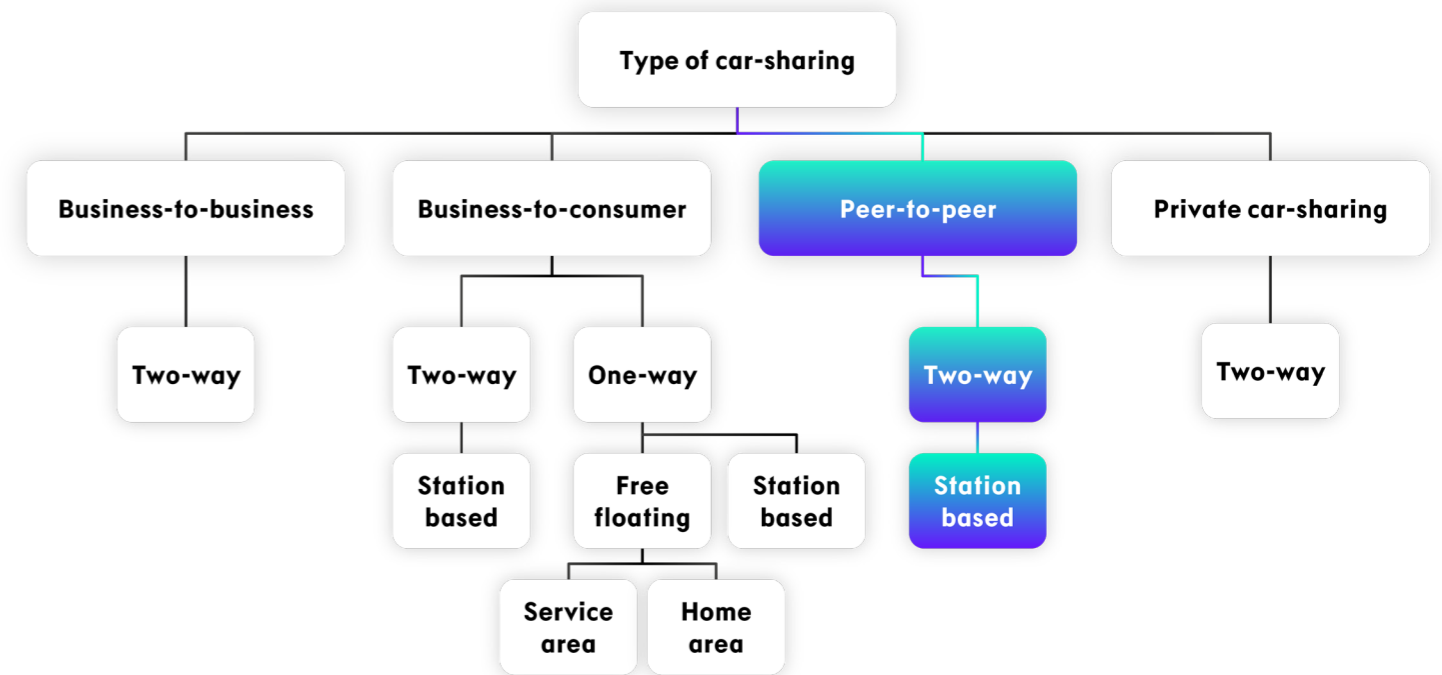 Type of car-sharing
Business-to-business
Business-to-consumer
Peer-to-peer
Private car-sharing
Two-way
Two-way
One-way
Two-way
Two-way
Station
based
Free
floating
Station
based
Station
based
Service
area
Home
area